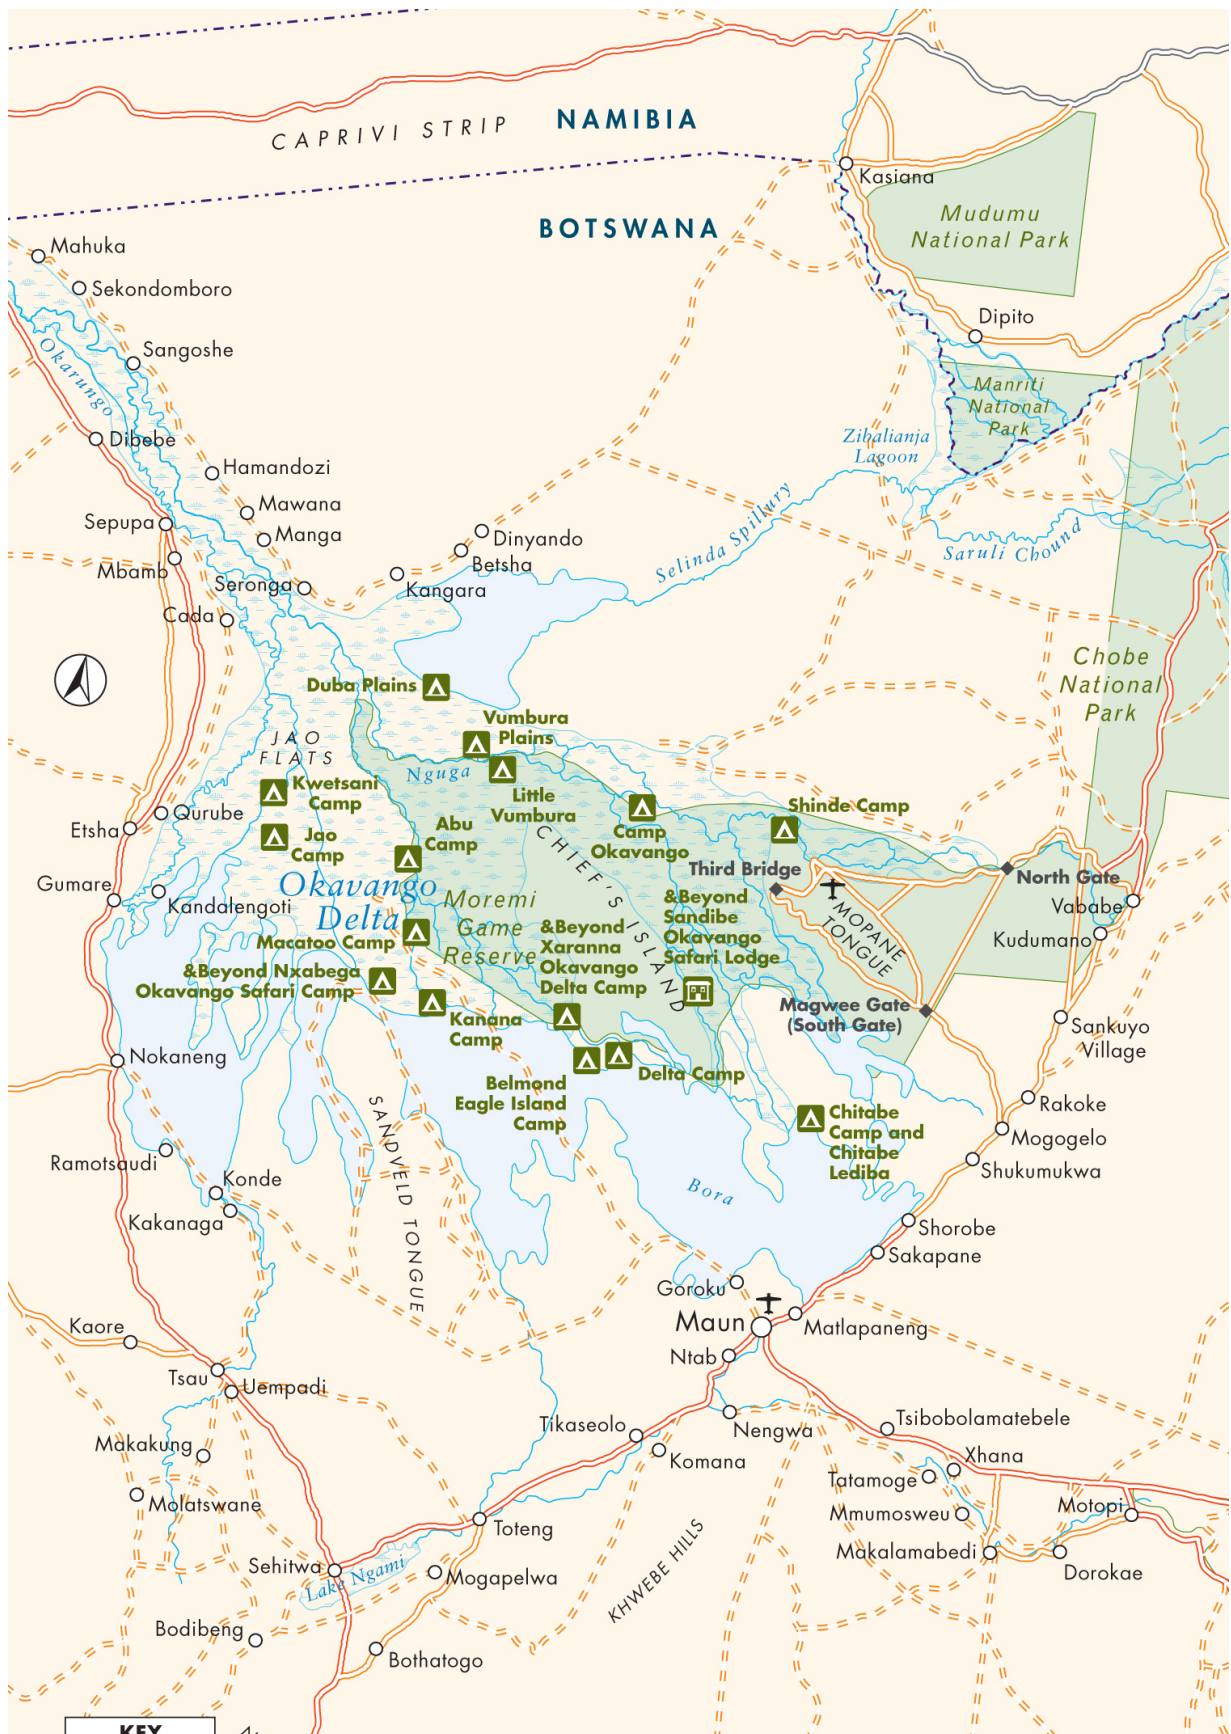 NAMIBIA
CAPRIVI STRIP
Kasiana
BOTSWANA
Mudumu
National Park
Mahuka
Sekondomboro
Dipito
Sangoshe
Okarungo
Manriti
National
Park
Dibebe
Zibalianja
Lagoon
Hamandozi
Mawana
Sepupa
Manga
Dinyando
Selinda Spillury
Saruli Chound
Mbamb
Betsha
Seronga
Kangara
Cada
Chobe
National
Park
Duba Plains
Vumbura
Plains
JAO
FLATS
Nguga
Kwetsani
Camp
Little
Vumbura
Shinde Camp
Qurube
Etsha
Jao
Camp
Abu
Camp
Camp
Okavango
CHIEF'S ISLAND
Third Bridge
North Gate
Gumare
Kandalengoti
Okavango
Delta
Moremi
Game
Reserve
&Beyond
Sandibe
Okavango
Safari Lodge
MOPANE
TONGUE
Vababe
&Beyond
Xaranna
Okavango
Delta Camp
Kudumano
Macatoo Camp
&Beyond Nxabega
Okavango Safari Camp
Magwee Gate
(South Gate)
Kanana
Camp
Sankuyo
Village
Nokaneng
Delta Camp
Belmond
Eagle Island
Camp
Rakoke
SANDVELD TONGUE
Chitabe
Camp and
Chitabe
Lediba
Mogogelo
Ramotsaudi
Shukumukwa
Konde
Bora
Kakanaga
Shorobe
Sakapane
Goroku
Kaore
Maun
Matlapaneng
Ntab
Tsau
Uempadi
Tikaseolo
Nengwa
Tsibobolamatebele
Makakung
Komana
Xhana
Tatamoge
Molatswane
Mmumosweu
Motopi
Toteng
Makalamabedi
Dorokae
Sehitwa
Lake Ngami
Mogapelwa
KHWEBE HILLS
Bodibeng
Bothatogo
KEY